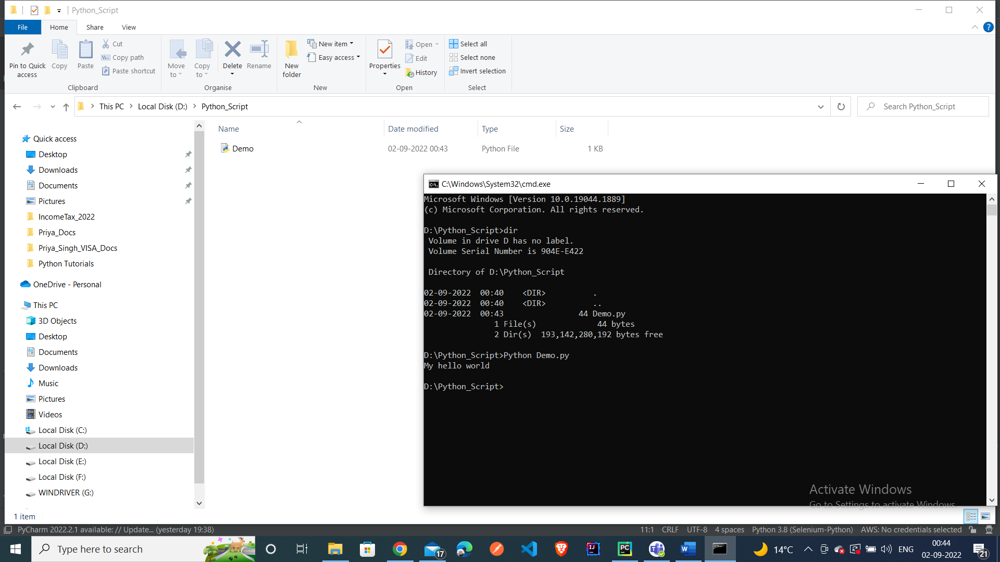 Python_Script
File Home Share View
Pin to Quick access
Copy
Paste
Cut
Copy path
Paste shortcut
Clipboard
Move to
Copy to
Delete
Rename
Organise
New folder
New item
Easy access
New
Properties
Open
Edit
History
Open
Select all
Select none
Invert selection
Select
This PC > Local Disk (D:) > Python_Script
Search Python_Script
Name Date modified Type Size
Demo 02-09-2022 00:43 Python File 1 KB
Quick access
Desktop
Downloads
Documents
Pictures
IncomeTax_2022
Priya_Docs
Priya_Singh_VISA_Docs
Python Tutorials
OneDrive - Personal
This PC
3D Objects
Desktop
Documents
Downloads
Music
Pictures
Videos
Local Disk (C:)
Local Disk (D:)
Local Disk (E:)
Local Disk (F:)
WINDRIVER (G:)
1 item
C:\Windows\System32\cmd.exe
Microsoft Windows [Version 10.0.19044.1889]
(c) Microsoft Corporation. All rights reserved.
D:\Python_Script>dir
Volume in drive D has no label.
Volume Serial Number is 904E-E422
Directory of D:\Python_Script
02-09-2022 00:40 <DIR> .
02-09-2022 00:40 <DIR> ..
02-09-2022 00:43 44 Demo.py
1 File(s) 44 bytes
2 Dir(s) 193,142,280,192 bytes free
D:\Python_Script>Python Demo.py
My hello world
D:\Python_Script>
Activate Windows
Go to Settings to activate Windows.
PyCharm 2022.2.1 available: // Update... (yesterday 19:38)
11:1 CRLF UTF-8 4 spaces Python 3.8 (Selenium-Python) AWS: No credentials selected
Type here to search
17
14°C
ENG
00:44
02-09-2022
21